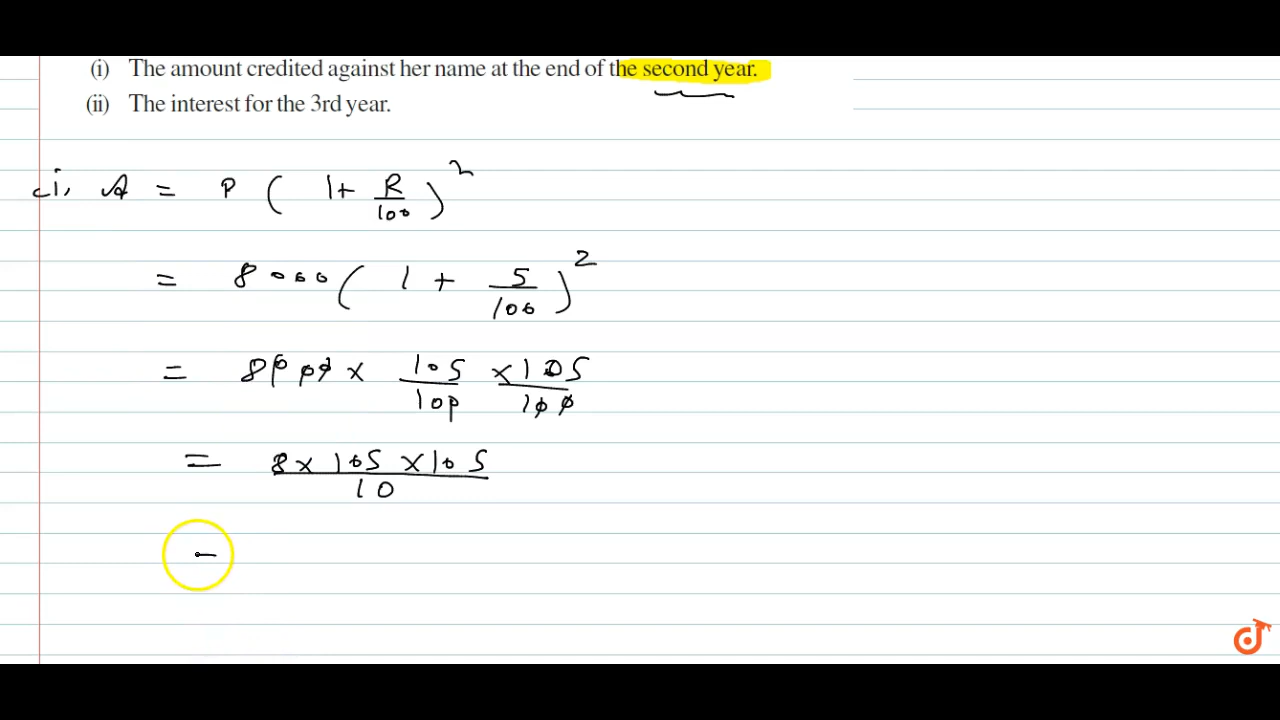 (i) The amount credited against her name at the end of the second year.
(ii) The interest for the 3rd year.
(i) A = P ( 1 + R/100 )^2
= 8000 ( 1 + 5/100 )^2
= 8000 × 105/100 × 105/100
= 8 × 105 × 105 / 10
=